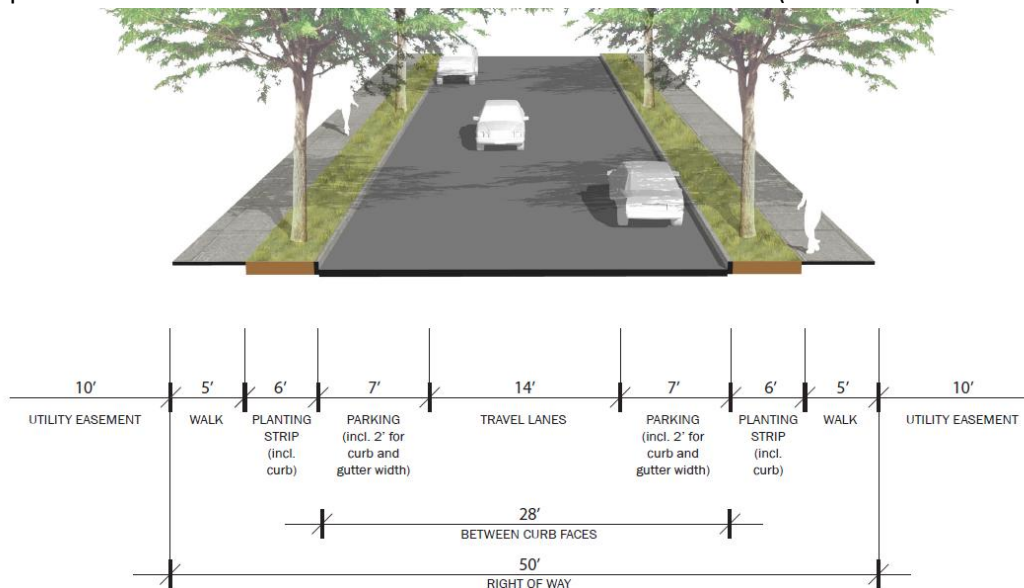 10' 5' 6' 7' 14' 7' 6' 5' 10'
UTILITY EASEMENT WALK PLANTING PARKING TRAVEL LANES PARKING PLANTING WALK UTILITY EASEMENT
STRIP (incl. 2' for (incl. 2' for STRIP
(incl. curb and curb and (incl.
curb) gutter width) gutter width) curb)
28'
BETWEEN CURB FACES
50'
RIGHT OF WAY